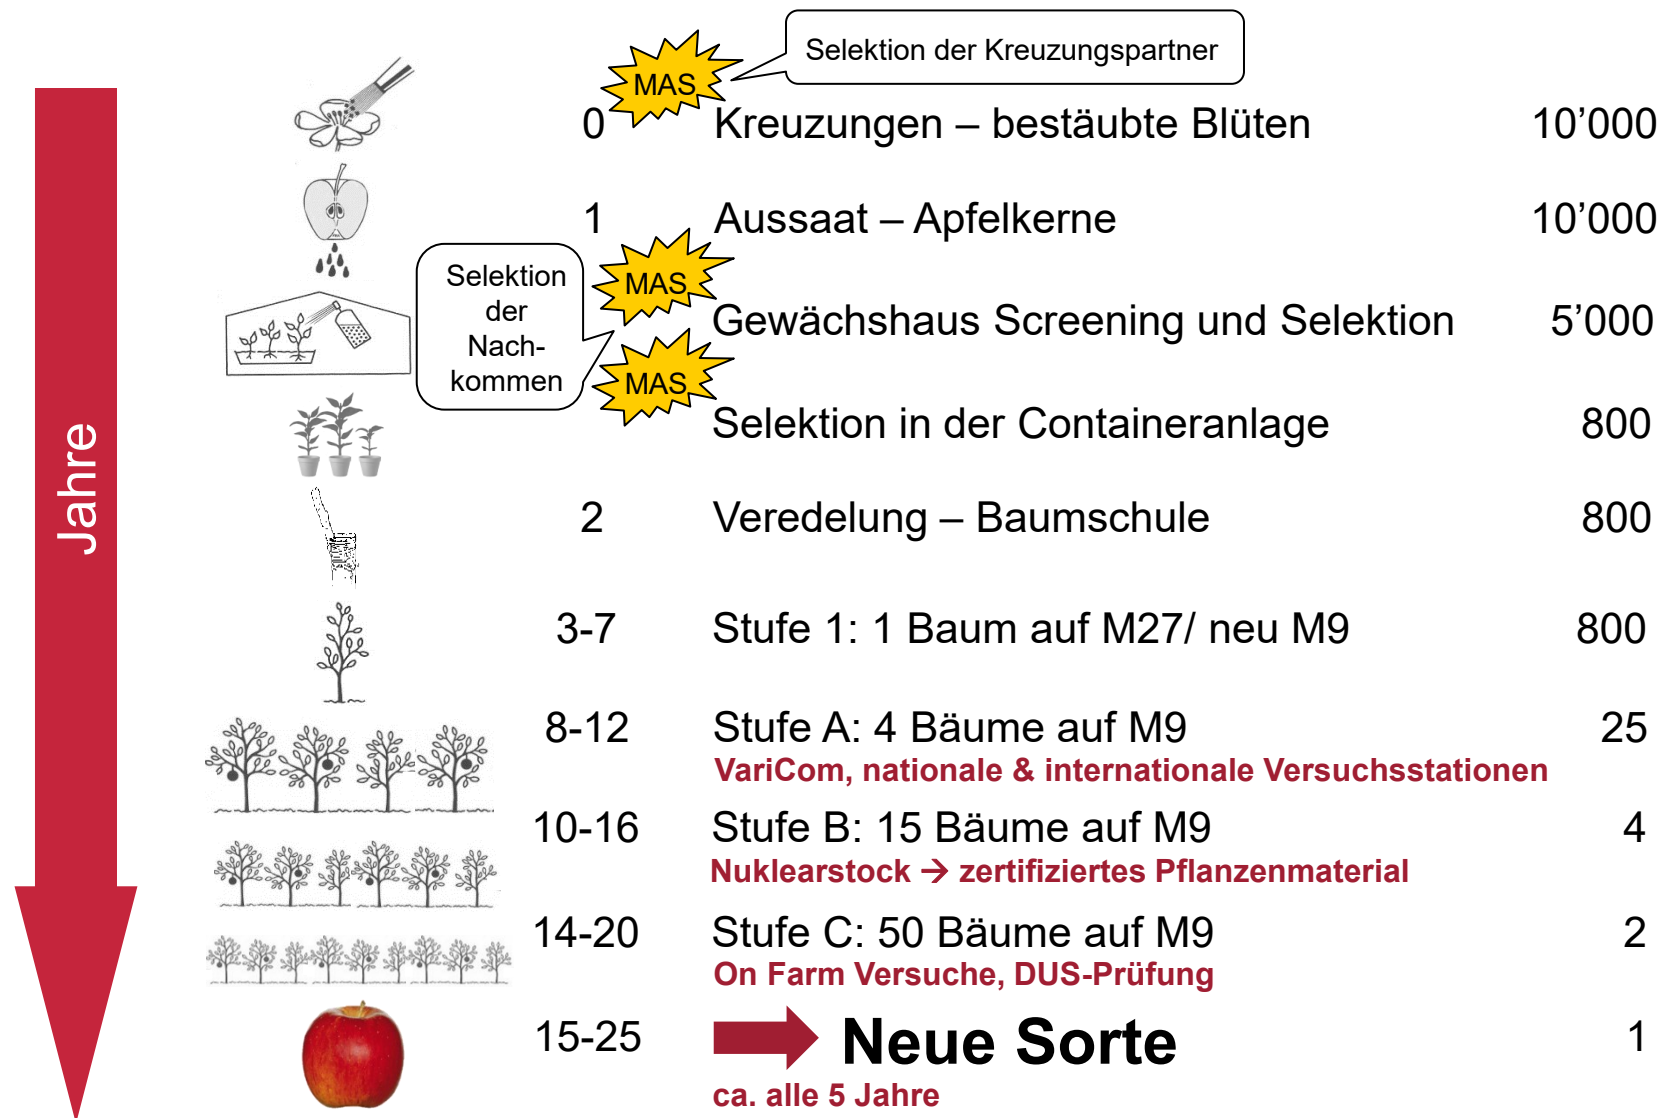 Selektion der Kreuzungspartner
MAS
0 Kreuzungen – bestäubte Blüten 10’000
1 Aussaat – Apfelkerne 10’000
Selektion
der
Nach-
kommen
MAS
Gewächshaus Screening und Selektion 5’000
MAS
Selektion in der Containeranlage 800
Jahre
2 Veredelung – Baumschule 800
3-7 Stufe 1: 1 Baum auf M27/ neu M9 800
8-12 Stufe A: 4 Bäume auf M9 25
VariCom, nationale & internationale Versuchsstationen
10-16 Stufe B: 15 Bäume auf M9 4
Nuklearstock → zertifiziertes Pflanzenmaterial
14-20 Stufe C: 50 Bäume auf M9 2
On Farm Versuche, DUS-Prüfung
15-25 Neue Sorte 1
ca. alle 5 Jahre